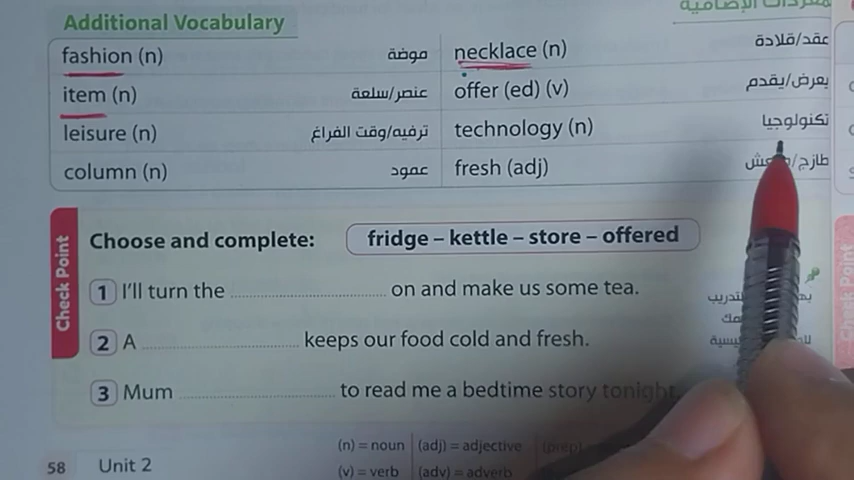 Additional Vocabulary
fashion (n) موضة necklace (n) عقد/قلادة
item (n) عنصر/سلعة offer (ed) (v) يعرض/يقدم
leisure (n) ترفيه/وقت الفراغ technology (n) تكنولوجيا
column (n) عمود fresh (adj) طازج/
Check Point
Choose and complete: fridge – kettle – store – offered
1 I'll turn the .............................. on and make us some tea.
2 A .............................. keeps our food cold and fresh.
3 Mum .............................. to read me a bedtime story tonight.
(n) = noun (adj) = adjective (prep)
58 Unit 2 (v) = verb (adv) = adverb